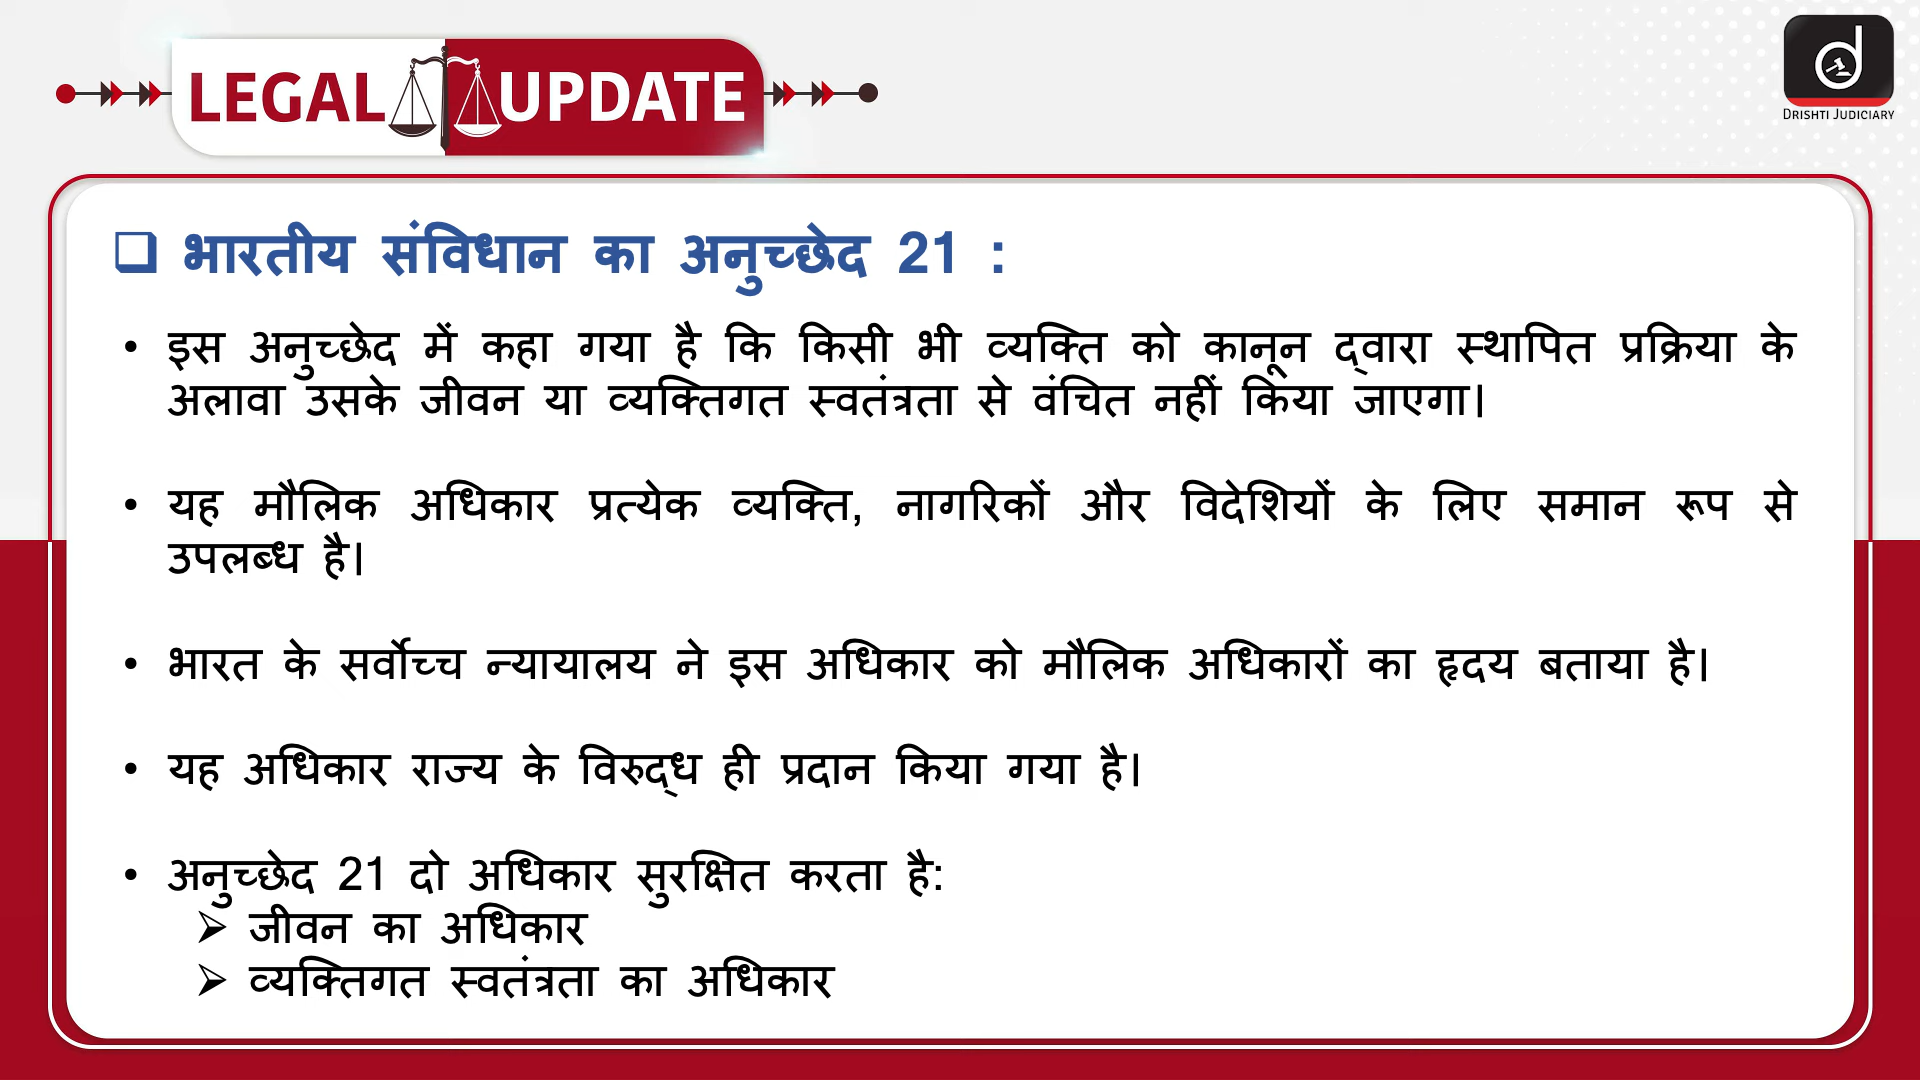 LEGAL UPDATE
DRISHTI JUDICIARY
❑ भारतीय संविधान का अनुच्छेद 21 :
• इस अनुच्छेद में कहा गया है कि किसी भी व्यक्ति को कानून द्वारा स्थापित प्रक्रिया के
अलावा उसके जीवन या व्यक्तिगत स्वतंत्रता से वंचित नहीं किया जाएगा।
• यह मौलिक अधिकार प्रत्येक व्यक्ति, नागरिकों और विदेशियों के लिए समान रूप से
उपलब्ध है।
• भारत के सर्वोच्च न्यायालय ने इस अधिकार को मौलिक अधिकारों का हृदय बताया है।
• यह अधिकार राज्य के विरुद्ध ही प्रदान किया गया है।
• अनुच्छेद 21 दो अधिकार सुरक्षित करता है:
➢ जीवन का अधिकार
➢ व्यक्तिगत स्वतंत्रता का अधिकार